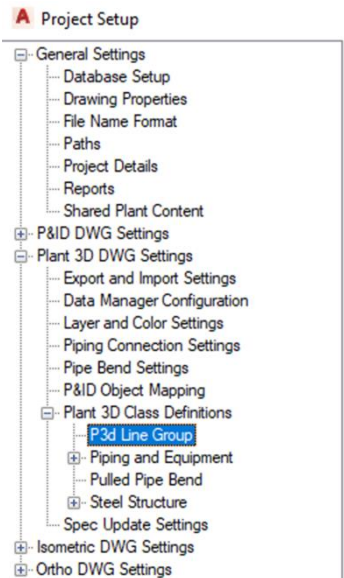 Project Setup
General Settings
Database Setup
Drawing Properties
File Name Format
Paths
Project Details
Reports
Shared Plant Content
P&ID DWG Settings
Plant 3D DWG Settings
Export and Import Settings
Data Manager Configuration
Layer and Color Settings
Piping Connection Settings
Pipe Bend Settings
P&ID Object Mapping
Plant 3D Class Definitions
P3d Line Group
Piping and Equipment
Pulled Pipe Bend
Steel Structure
Spec Update Settings
Isometric DWG Settings
Ortho DWG Settings